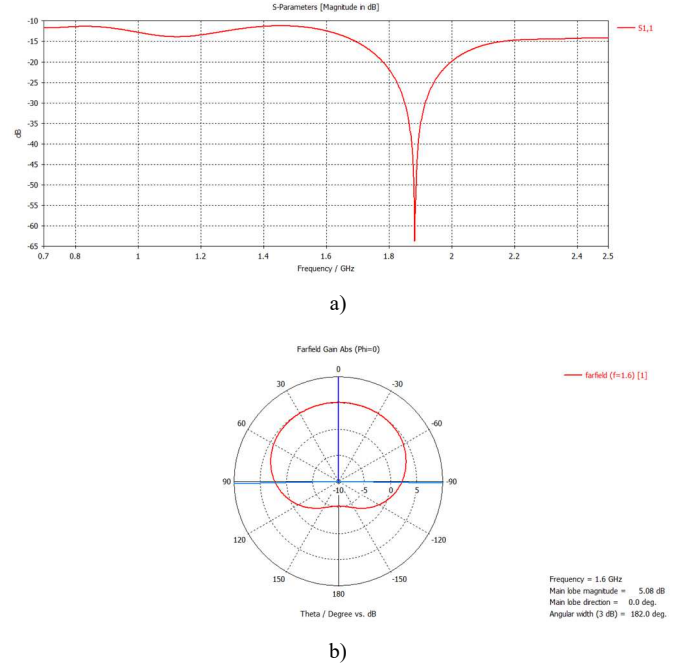 S-Parameters [Magnitude in dB]
S1,1
-10
-15
-20
-25
-30
-35
-40
-45
-50
-55
-60
-65
dB
0.7 0.8 1 1.2 1.4 1.6 1.8 2 2.2 2.4 2.5
Frequency / GHz
a)
Farfield Gain Abs (Phi=0)
farfield (f=1.6) [1]
0
30 -30
60 -60
90 -10 -5 0 5 -90
120 -120
150 -150
180
Theta / Degree vs. dB
Frequency = 1.6 GHz
Main lobe magnitude = 5.08 dB
Main lobe direction = 0.0 deg.
Angular width (3 dB) = 182.0 deg.
b)